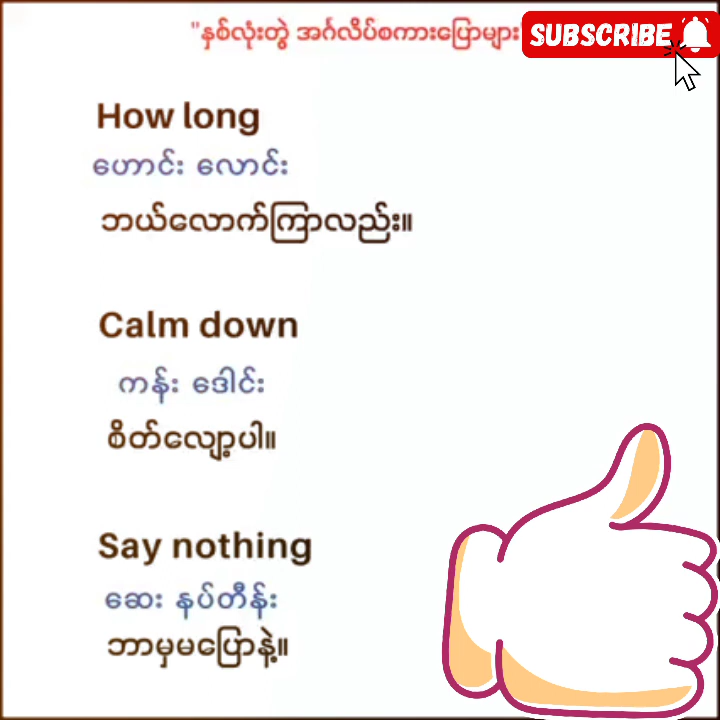 "နှစ်လုံးတွဲ အင်္ဂလိပ်စကားပြောများ
SUBSCRIBE
How long
ဟောင်း လောင်း
ဘယ်လောက်ကြာလည်း။
Calm down
ကန်း ဒေါင်း
စိတ်လျော့ပါ။
Say nothing
ဆေး နပ်တီန်း
ဘာမှမပြောနဲ့။